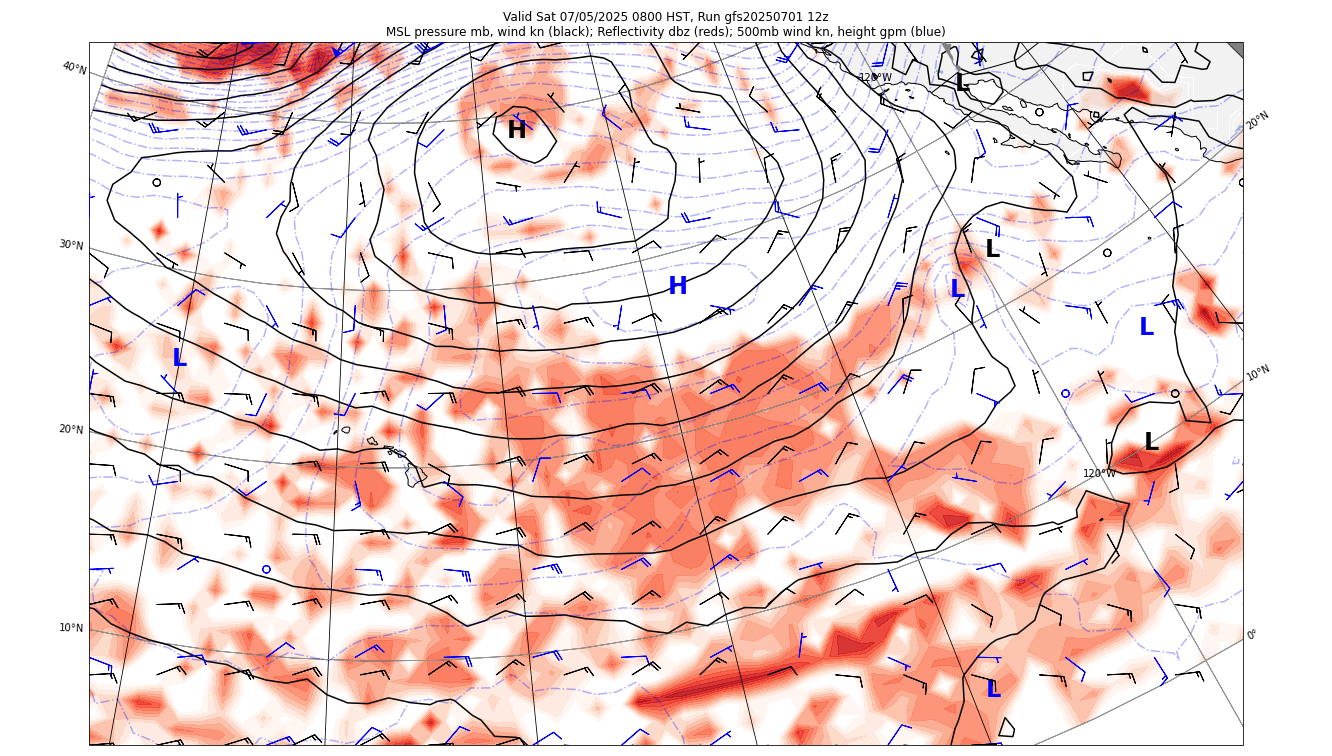 Valid Sat 07/05/2025 0800 HST, Run gfs20250701 12z
MSL pressure mb, wind kn (black); Reflectivity dbz (reds); 500mb wind kn, height gpm (blue)
40°N
120°W
L
20°N
H
30°N
L
H
L
L
L
10°N
20°N
L
120°W
10°N
0°
L